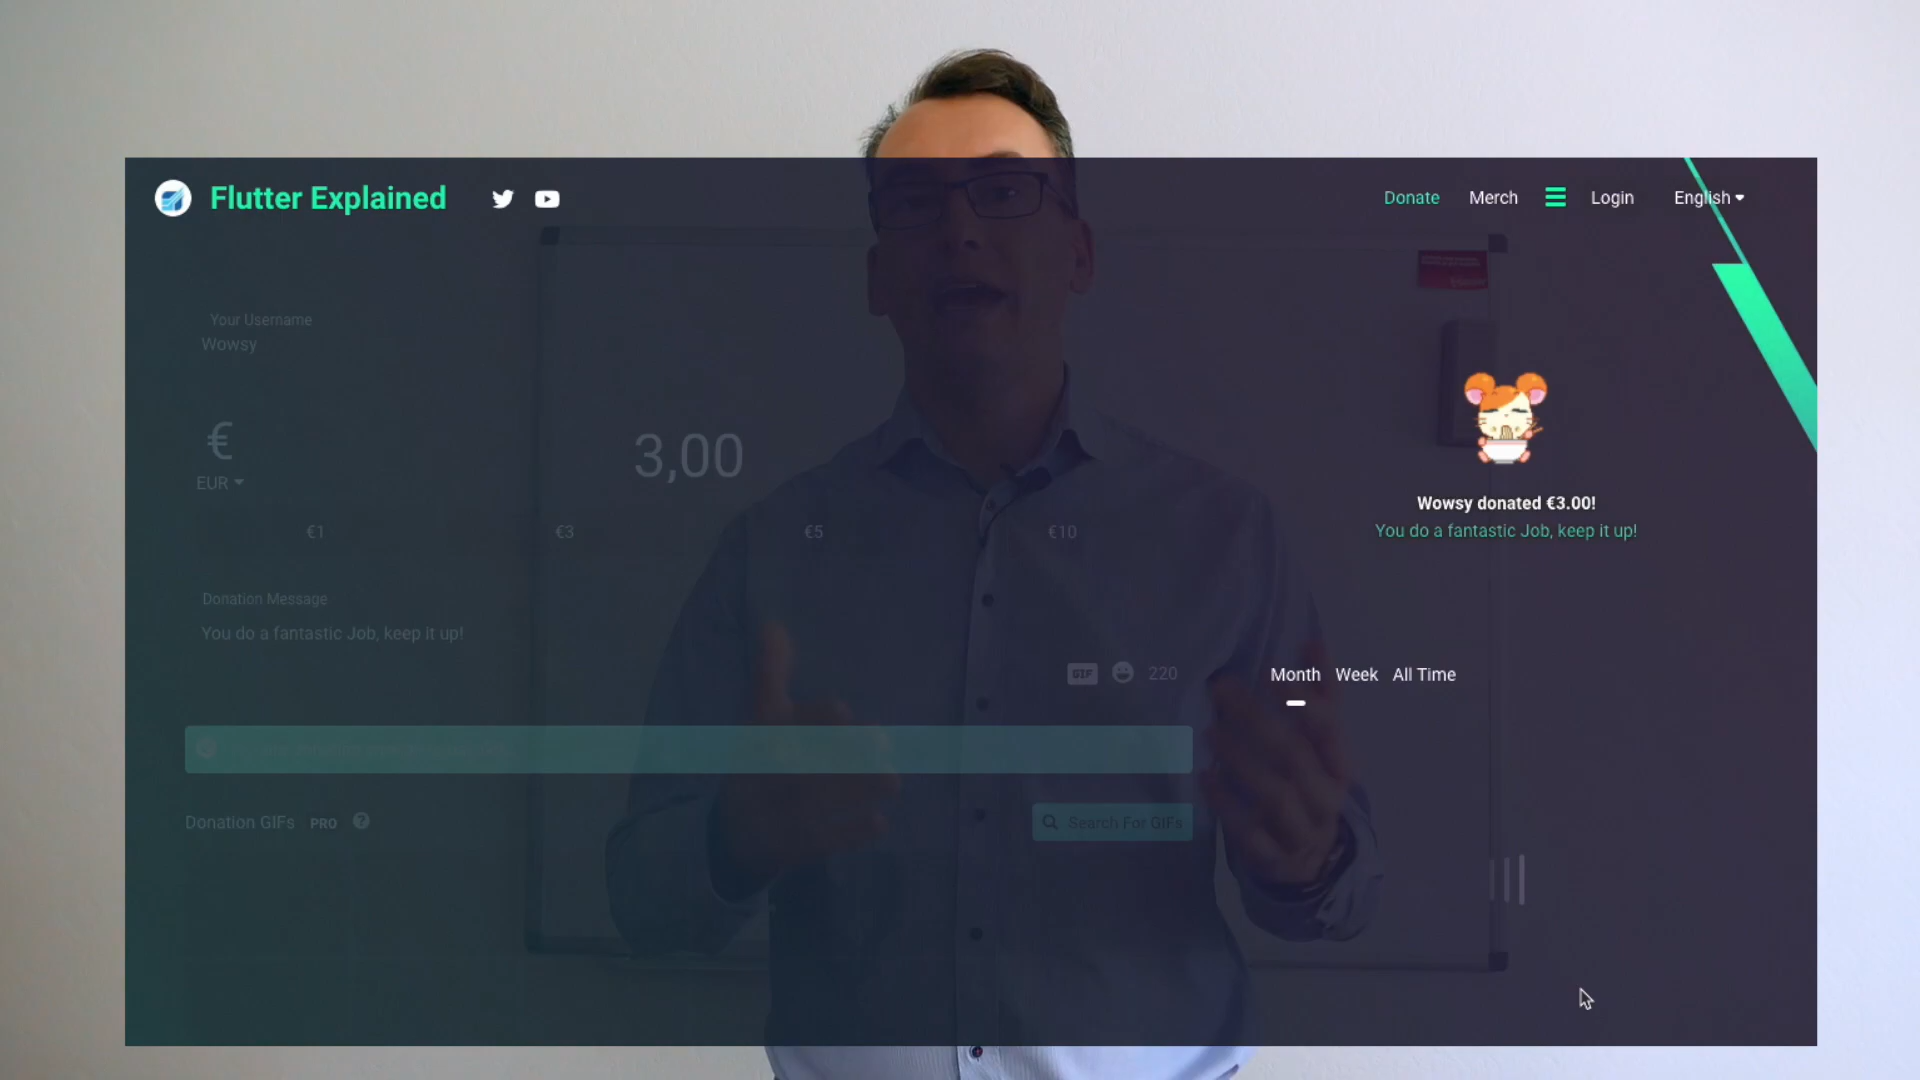 Flutter Explained
Donate
Merch
Login
English
Your Username
Wowsy
€
EUR
3,00
€1
€3
€5
€10
Donation Message
You do a fantastic Job, keep it up!
GIF
220
Donation GIFs PRO ?
Search For GIFs
Wowsy donated €3.00!
You do a fantastic Job, keep it up!
Month Week All Time